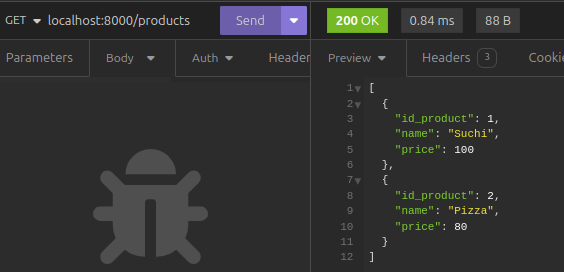 GET localhost:8000/products Send 200 OK 0.84 ms 88 B
Parameters Body Auth Header Preview Headers 3 Cooki
1 [
2 {
3 "id_product": 1,
4 "name": "Suchi",
5 "price": 100
6 },
7 {
8 "id_product": 2,
9 "name": "Pizza",
10 "price": 80
11 }
12 ]